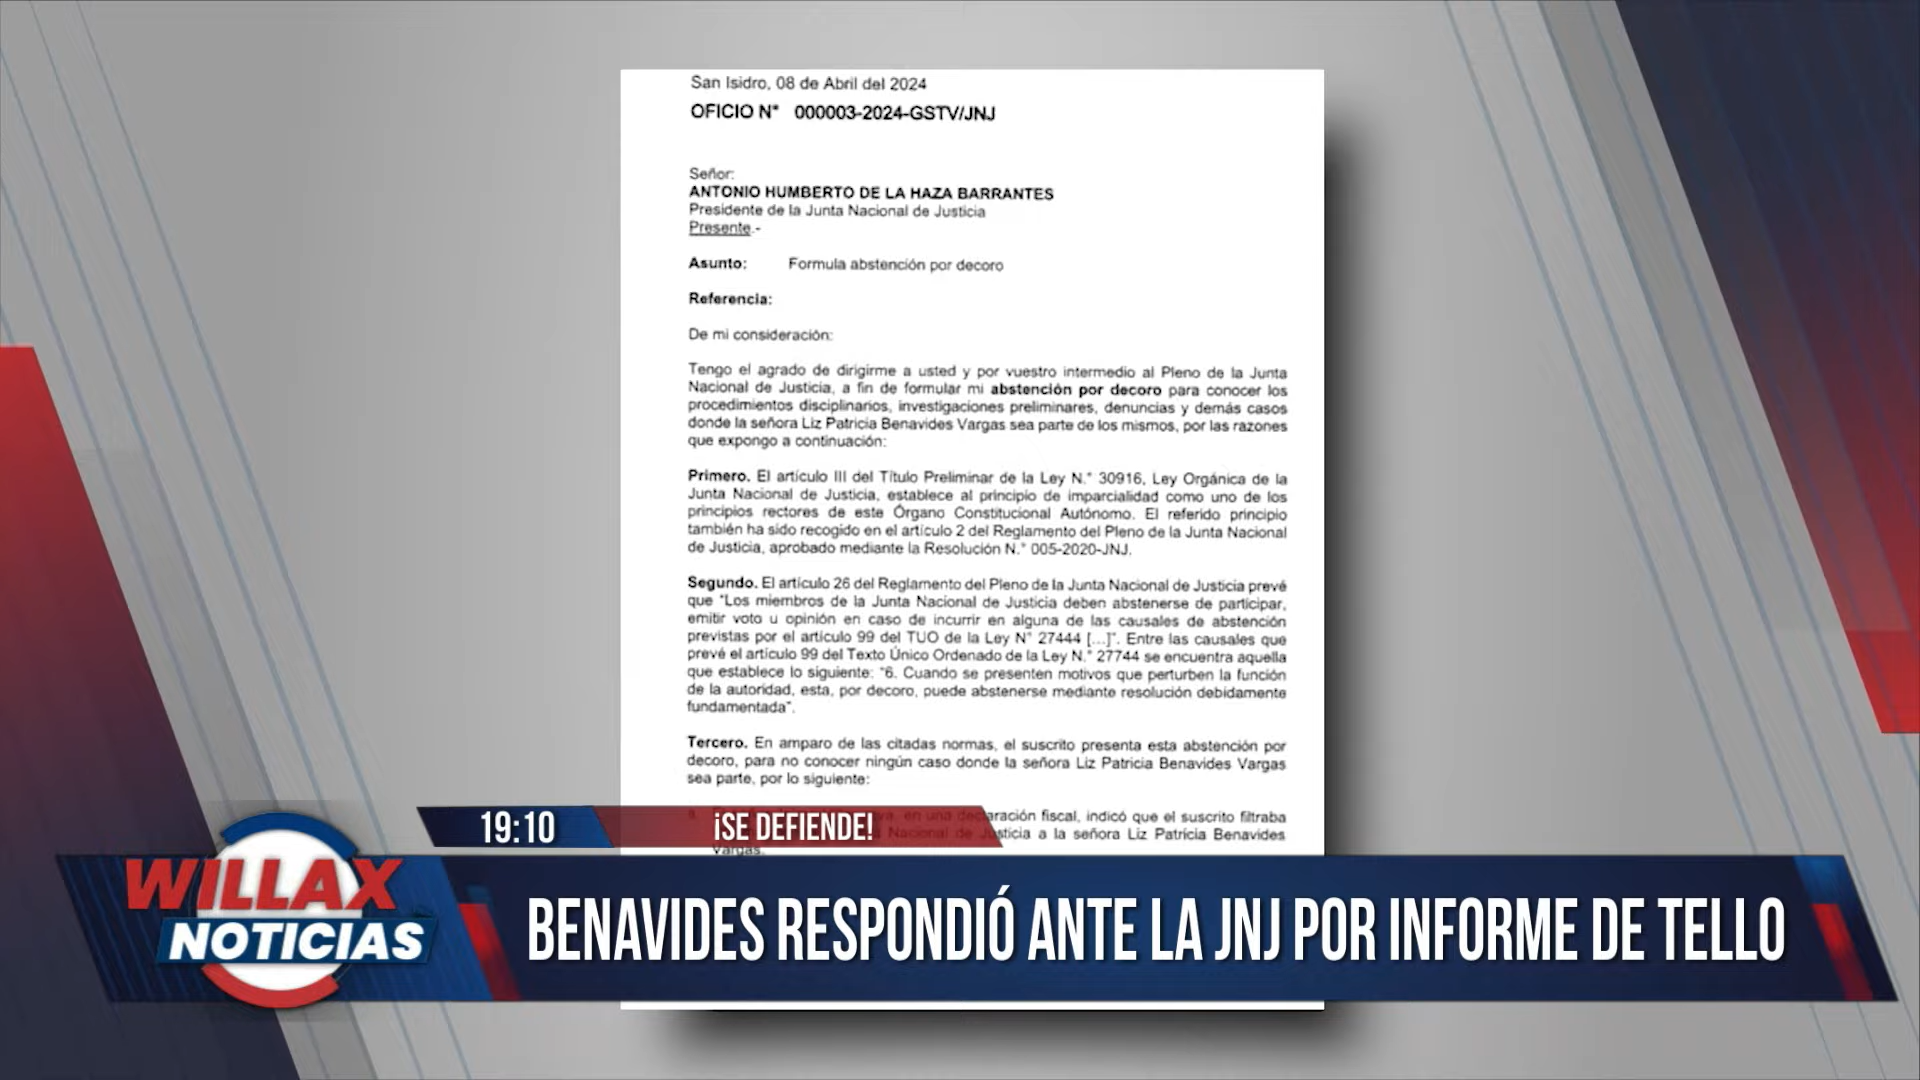 San Isidro, 08 de Abril del 2024
OFICIO N° 000003-2024-GSTV/JNJ
Señor:
ANTONIO HUMBERTO DE LA HAZA BARRANTES
Presidente de la Junta Nacional de Justicia
Presente.-
Asunto: Formula abstención por decoro
Referencia:
De mi consideración:
Tengo el agrado de dirigirme a usted y por vuestro intermedio al Pleno de la Junta
Nacional de Justicia, a fin de formular mi abstención por decoro para conocer los
procedimientos disciplinarios, investigaciones preliminares, denuncias y demás casos
donde la señora Liz Patricia Benavides Vargas sea parte de los mismos, por las razones
que expongo a continuación:
Primero. El artículo III del Título Preliminar de la Ley N.° 30916, Ley Orgánica de la
Junta Nacional de Justicia, establece al principio de imparcialidad como uno de los
principios rectores de este Órgano Constitucional Autónomo. El referido principio
también ha sido recogido en el artículo 2 del Reglamento del Pleno de la Junta Nacional
de Justicia, aprobado mediante la Resolución N.° 005-2020-JNJ.
Segundo. El artículo 26 del Reglamento del Pleno de la Junta Nacional de Justicia prevé
que "Los miembros de la Junta Nacional de Justicia deben abstenerse de participar,
emitir voto u opinión en caso de incurrir en alguna de las causales de abstención
previstas por el artículo 99 del TUO de la Ley N° 27444 [...]". Entre las causales que
prevé el artículo 99 del Texto Único Ordenado de la Ley N.° 27744 se encuentra aquella
que establece lo siguiente: "6. Cuando se presenten motivos que perturben la función
de la autoridad, esta, por decoro, puede abstenerse mediante resolución debidamente
fundamentada".
Tercero. En amparo de las citadas normas, el suscrito presenta esta abstención por
decoro, para no conocer ningún caso donde la señora Liz Patricia Benavides Vargas
sea parte, por lo siguiente:
en una declaración fiscal, indicó que el suscrito filtraba
Nacional de Justicia a la señora Liz Patricia Benavides
Vargas.
19:10 ¡SE DEFIENDE!
WILLAX
NOTICIAS
BENAVIDES RESPONDIÓ ANTE LA JNJ POR INFORME DE TELLO